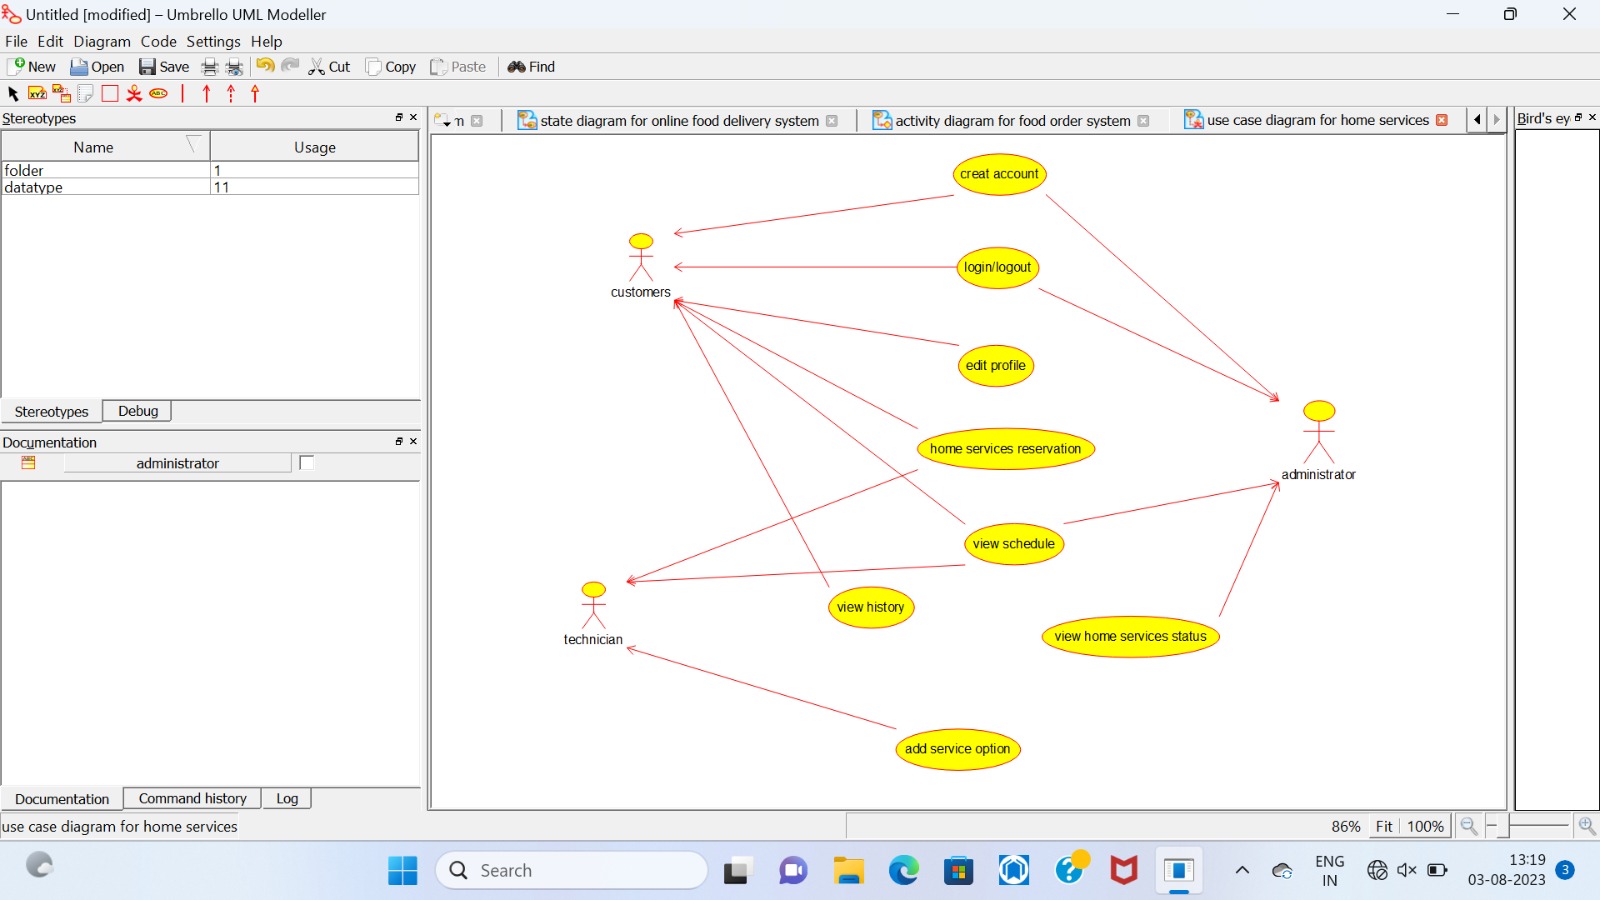 Untitled [modified] – Umbrello UML Modeller
File Edit Diagram Code Settings Help
New Open Save Cut Copy Paste Find
XYZ ABC
Stereotypes
Name Usage
folder 1
datatype 11
Stereotypes Debug
Documentation
administrator
Documentation Command history Log
use case diagram for home services
m state diagram for online food delivery system activity diagram for food order system use case diagram for home services
Bird's ey
creat account
login/logout
customers
edit profile
home services reservation
administrator
view schedule
view history
technician
view home services status
add service option
86% Fit 100%
Search
ENG
IN
13:19
03-08-2023
3